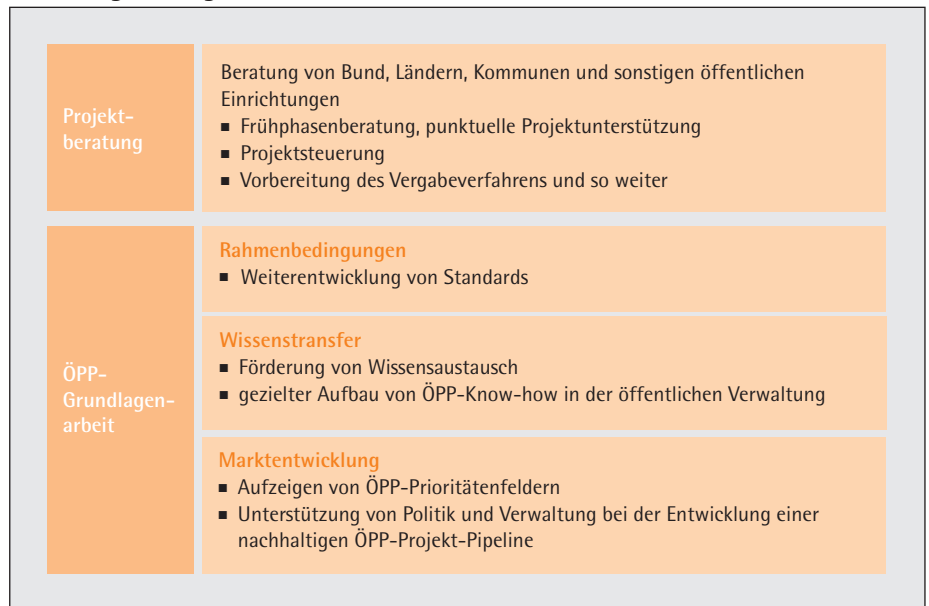 Projekt-
beratung
Beratung von Bund, Ländern, Kommunen und sonstigen öffentlichen
Einrichtungen
▪ Frühphasenberatung, punktuelle Projektunterstützung
▪ Projektsteuerung
▪ Vorbereitung des Vergabeverfahrens und so weiter
ÖPP-
Grundlagen-
arbeit
Rahmenbedingungen
▪ Weiterentwicklung von Standards
Wissenstransfer
▪ Förderung von Wissensaustausch
▪ gezielter Aufbau von ÖPP-Know-how in der öffentlichen Verwaltung
Marktentwicklung
▪ Aufzeigen von ÖPP-Prioritätenfeldern
▪ Unterstützung von Politik und Verwaltung bei der Entwicklung einer
nachhaltigen ÖPP-Projekt-Pipeline